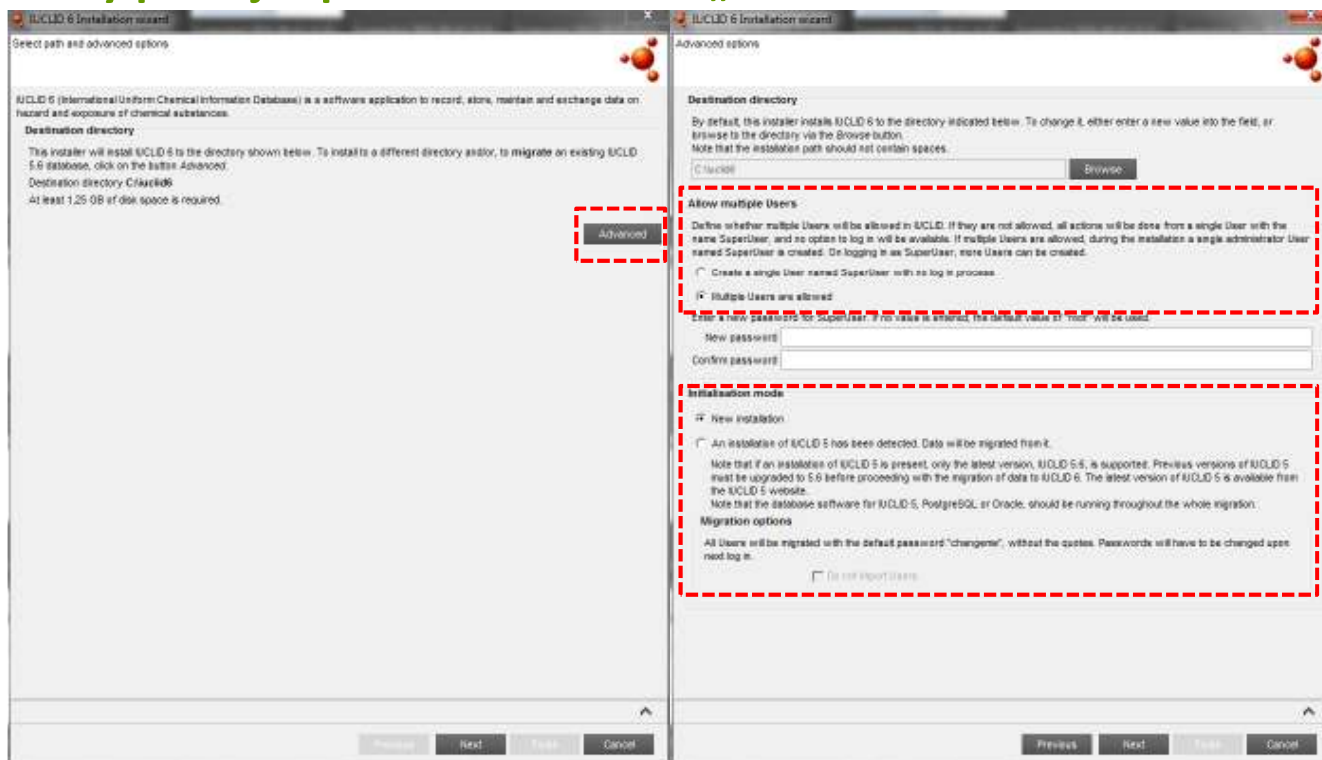 IUCLID 6 Installation wizard
Select path and advanced options
IUCLID 6 (International Uniform Chemical Information Database) is a software application to record, store, maintain and exchange data on
hazard and exposure of chemical substances.
Destination directory
This installer will install IUCLID 6 to the directory shown below. To install to a different directory and/or, to migrate an existing IUCLID
5.6 database, click on the button Advanced.
Destination directory C:\iuclid6
At least 1,25 GB of disk space is required.
Advanced
Next
Cancel
IUCLID 6 Installation wizard
Advanced options
Destination directory
By default, this installer installs IUCLID 6 to the directory indicated below. To change it, either enter a new value into the field, or
browse to the directory via the Browse button.
Note that the installation path should not contain spaces.
C:\iuclid6
Browse
Allow multiple Users
Define whether multiple Users will be allowed in IUCLID. If they are not allowed, all actions will be done from a single User with the
name SuperUser, and no option to log in will be available. If multiple Users are allowed, during the installation a single administrator User
named SuperUser is created. On logging in as SuperUser, more Users can be created.
Create a single User named SuperUser with no log in process
Multiple Users are allowed
Enter a new password for SuperUser. If no value is entered, the default value of "root" will be used.
New password
Confirm password
Initialisation mode
New installation
An installation of IUCLID 5 has been detected. Data will be migrated from it.
Note that if an installation of IUCLID 5 is present, only the latest version, IUCLID 5.6, is supported. Previous versions of IUCLID 5
must be upgraded to 5.6 before proceeding with the migration of data to IUCLID 6. The latest version of IUCLID 5 is available from
the IUCLID 5 website.
Note that the database software for IUCLID 5, PostgreSQL or Oracle, should be running throughout the whole migration.
Migration options
All Users will be migrated with the default password "changeme", without the quotes. Passwords will have to be changed upon
next log in.
Do not import Users
Previous
Next
Cancel